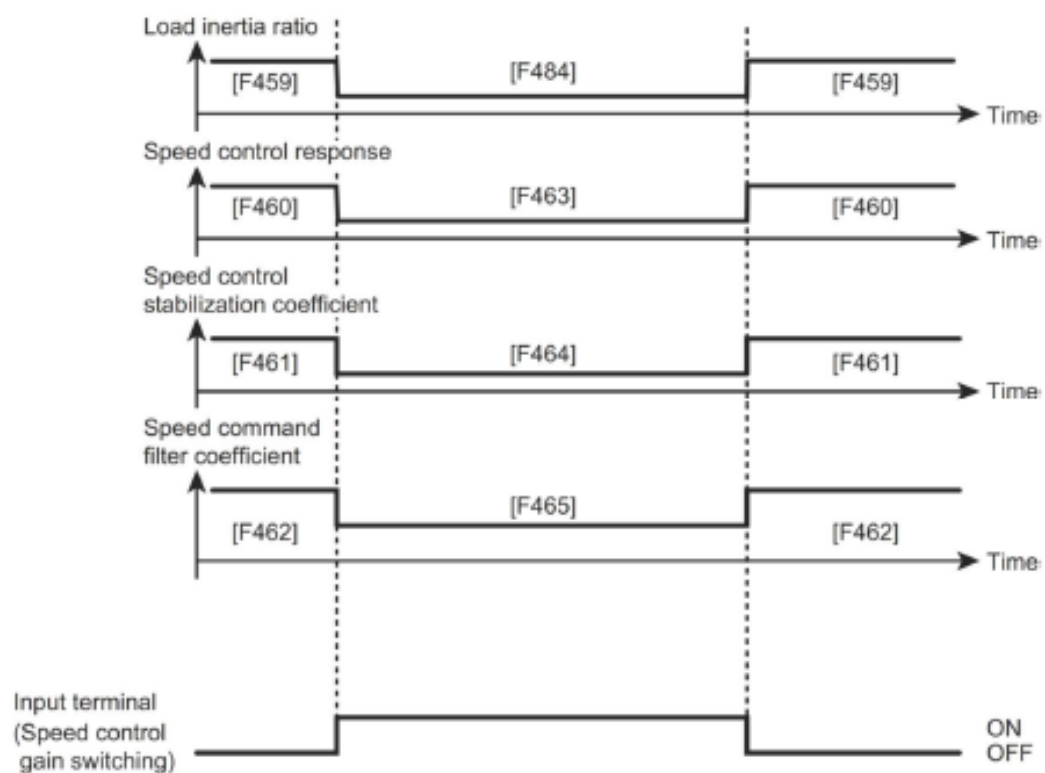 Load inertia ratio
[F459]
[F484]
[F459]
Time
Speed control response
[F460]
[F463]
[F460]
Time
Speed control
stabilization coefficient
[F461]
[F464]
[F461]
Time
Speed command
filter coefficient
[F462]
[F465]
[F462]
Time
Input terminal
(Speed control
gain switching)
ON
OFF